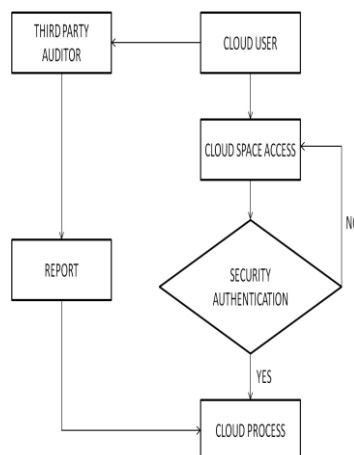 THIRD PARTY
AUDITOR
CLOUD USER
CLOUD SPACE ACCESS
REPORT
SECURITY
AUTHENTICATION
YES
CLOUD PROCESS